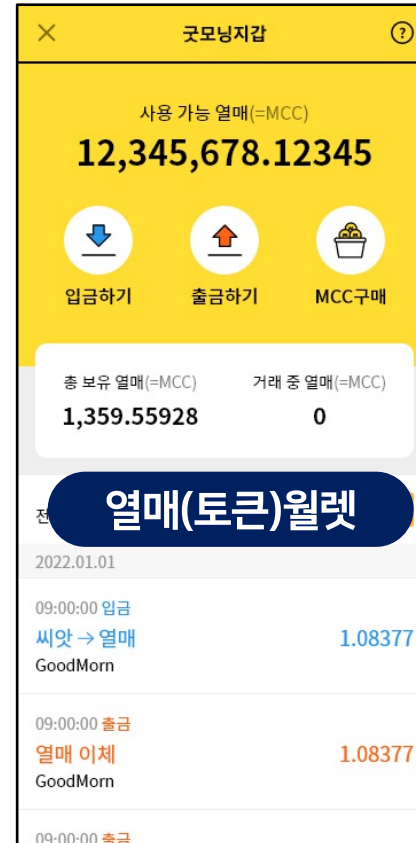 굿모닝지갑
사용 가능 열매(=MCC)
12,345,678.12345
입금하기 출금하기 MCC구매
총 보유 열매(=MCC) 거래 중 열매(=MCC)
1,359.55928 0
열매(토큰)월렛
2022.01.01
09:00:00 입금
씨앗 → 열매 1.08377
GoodMorn
09:00:00 출금
열매 이체 1.08377
GoodMorn
09:00:00 출금